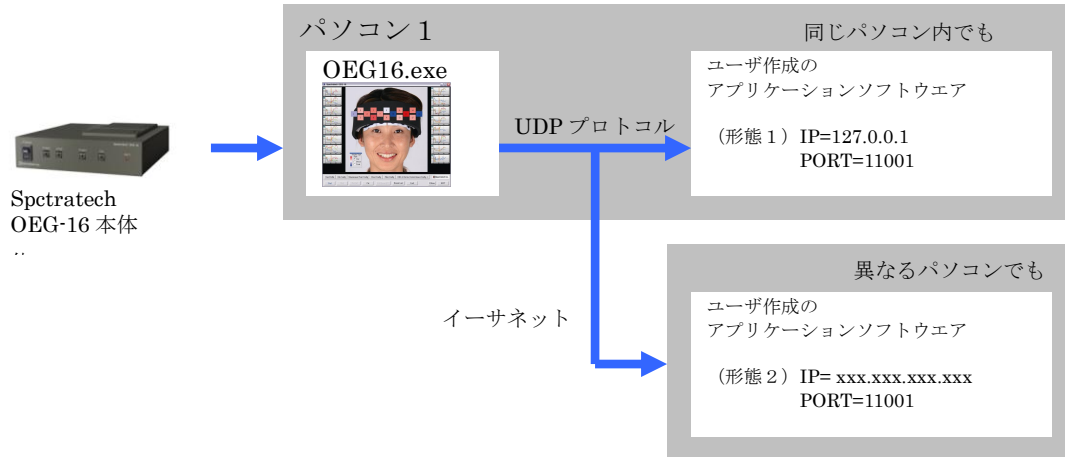 パソコン１
同じパソコン内でも
OEG16.exe
ユーザ作成の
アプリケーションソフトウエア
UDPプロトコル
（形態１）IP=127.0.0.1
PORT=11001
Spctratech
OEG-16 本体
異なるパソコンでも
ユーザ作成の
アプリケーションソフトウエア
イーサネット
（形態２）IP= xxx.xxx.xxx.xxx
PORT=11001